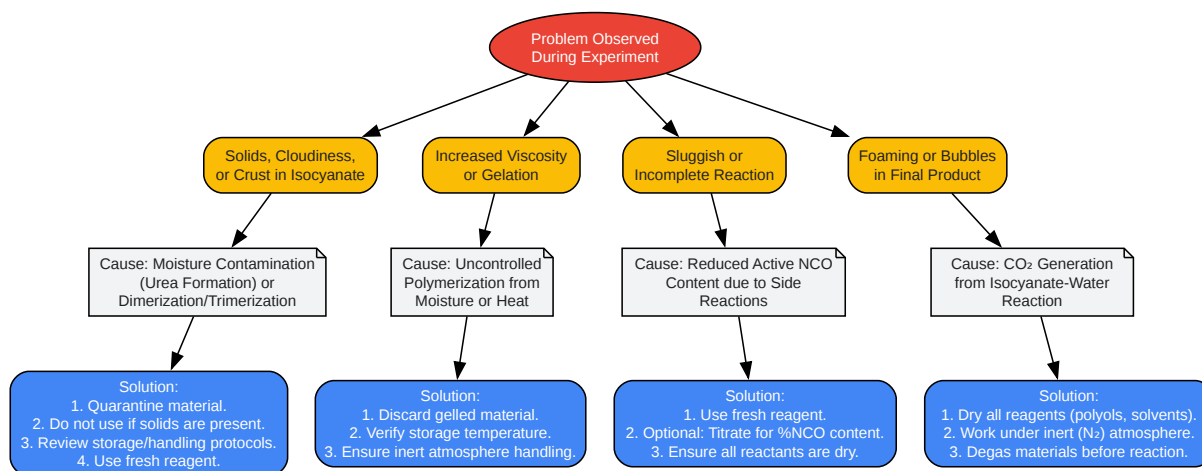 Problem Observed
During Experiment
Solids, Cloudiness,
or Crust in Isocyanate
Increased Viscosity
or Gelation
Sluggish or
Incomplete Reaction
Foaming or Bubbles
in Final Product
Cause: Moisture Contamination
(Urea Formation) or
Dimerization/Trimerization
Cause: Uncontrolled
Polymerization from
Moisture or Heat
Cause: Reduced Active NCO
Content due to Side
Reactions
Cause: CO₂ Generation
from Isocyanate-Water
Reaction
Solution:
1. Quarantine material.
2. Do not use if solids are present.
3. Review storage/handling protocols.
4. Use fresh reagent.
Solution:
1. Discard gelled material.
2. Verify storage temperature.
3. Ensure inert atmosphere handling.
Solution:
1. Use fresh reagent.
2. Optional: Titrate for %NCO content.
3. Ensure all reactants are dry.
Solution:
1. Dry all reagents (polyols, solvents).
2. Work under inert (N₂) atmosphere.
3. Degas materials before reaction.